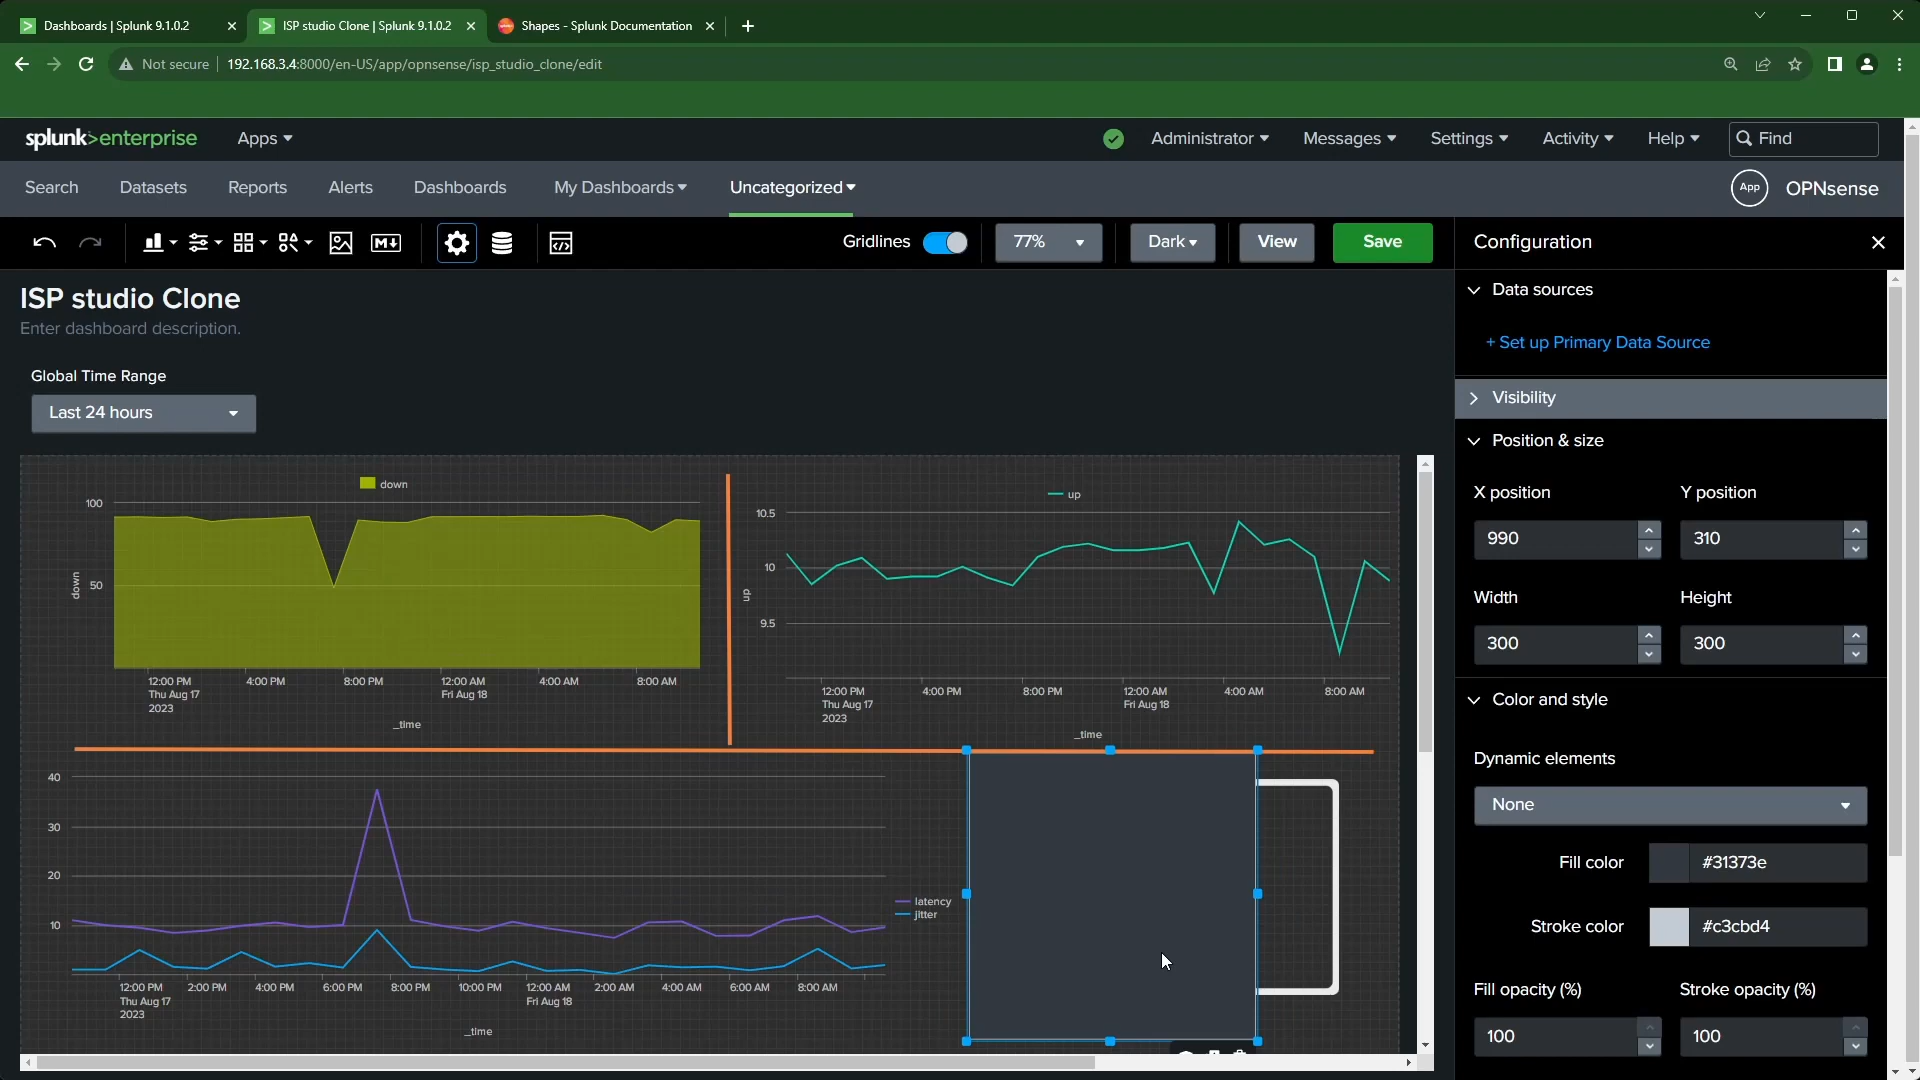 Dashboards | Splunk 9.1.0.2
ISP studio Clone | Splunk 9.1.0.2
Shapes - Splunk Documentation
Not secure
192.168.3.4:8000/en-US/app/opnsense/isp_studio_clone/edit
splunk>enterprise
Apps
Administrator
Messages
Settings
Activity
Help
Find
Search
Datasets
Reports
Alerts
Dashboards
My Dashboards
Uncategorized
App
OPNsense
Gridlines
77%
Dark
View
Save
Configuration
ISP studio Clone
Enter dashboard description.
Global Time Range
Last 24 hours
down
100
50
down
12:00 PM
Thu Aug 17
2023
4:00 PM
8:00 PM
12:00 AM
Fri Aug 18
4:00 AM
8:00 AM
_time
up
10.5
10
9.5
up
12:00 PM
Thu Aug 17
2023
4:00 PM
8:00 PM
12:00 AM
Fri Aug 18
4:00 AM
8:00 AM
_time
40
30
20
10
latency
jitter
12:00 PM
Thu Aug 17
2023
2:00 PM
4:00 PM
6:00 PM
8:00 PM
10:00 PM
12:00 AM
Fri Aug 18
2:00 AM
4:00 AM
6:00 AM
8:00 AM
_time
Data sources
+ Set up Primary Data Source
Visibility
Position & size
X position
Y position
990
310
Width
Height
300
300
Color and style
Dynamic elements
None
Fill color
#31373e
Stroke color
#c3cbd4
Fill opacity (%)
Stroke opacity (%)
100
100